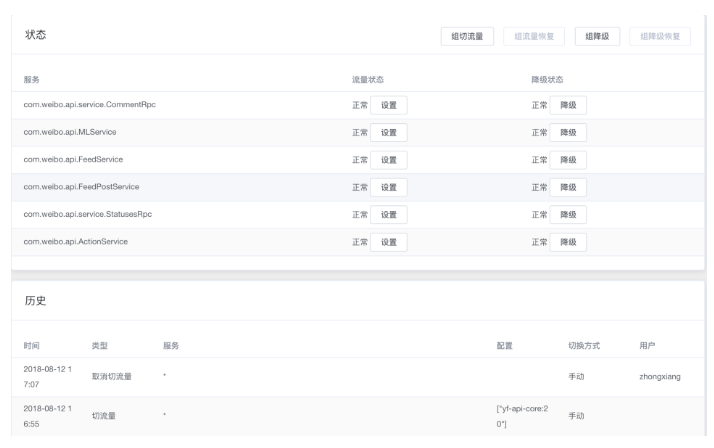 状态 组切流量 组流量恢复 组降级 组降级恢复
服务 流量状态 降级状态
com.weibo.api.service.CommentRpc 正常 设置 正常 降级
com.weibo.api.MLService 正常 设置 正常 降级
com.weibo.api.FeedService 正常 设置 正常 降级
com.weibo.api.FeedPostService 正常 设置 正常 降级
com.weibo.api.service.StatusesRpc 正常 设置 正常 降级
com.weibo.api.ActionService 正常 设置 正常 降级
历史
时间 类型 服务 配置 切换方式 用户
2018-08-12 1
7:07 取消切流量 * 手动 zhongxiang
2018-08-12 1 ["yf-api-core:2
6:55 切流量 * 0"] 手动